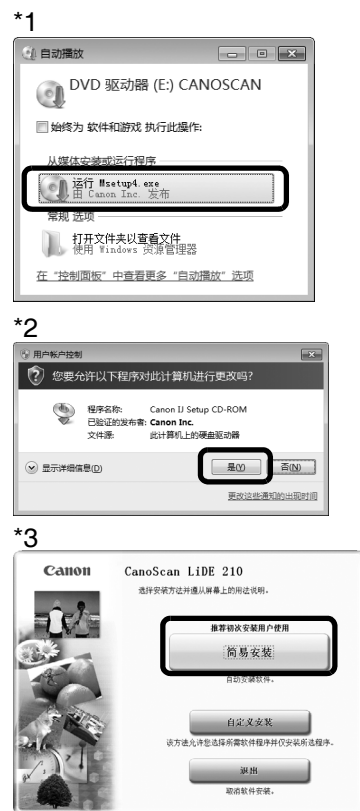 *1
自动播放
DVD 驱动器 (E:) CANOSCAN
始终为 软件和游戏 执行此操作:
从媒体安装或运行程序
运行 Msetup4.exe
由 Canon Inc. 发布
常规 选项
打开文件夹以查看文件
使用 Windows 资源管理器
在“控制面板”中查看更多“自动播放”选项
*2
用户帐户控制
您要允许以下程序对此计算机进行更改吗?
程序名称: Canon IJ Setup CD-ROM
已验证的发布者: Canon Inc.
文件源: 此计算机上的硬盘驱动器
显示详细信息(D)
是(Y) 否(N)
更改这些通知的出现时间
*3
Canon CanoScan LiDE 210
选择安装方法并遵从屏幕上的用法说明。
推荐初次安装用户使用
简易安装
自动安装软件。
自定义安装
该方法允许您选择所需软件程序并仅安装所选程序。
退出
取消软件安装。